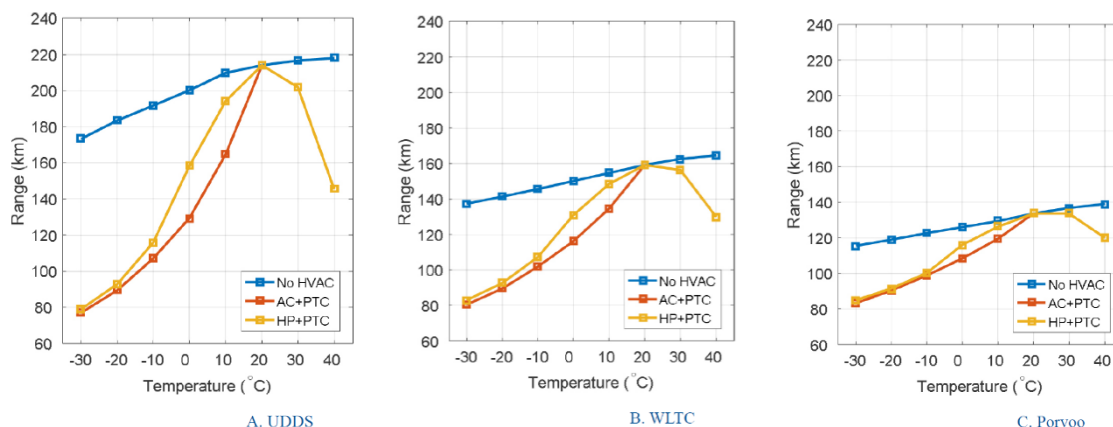 240
220
200
180
160
140
120
100
80
60
Range (km)
-30 -20 -10 0 10 20 30 40
Temperature (°C)
No HVAC
AC+PTC
HP+PTC
A. UDDS
240
220
200
180
160
140
120
100
80
60
Range (km)
-30 -20 -10 0 10 20 30 40
Temperature (°C)
No HVAC
AC+PTC
HP+PTC
B. WLTC
240
220
200
180
160
140
120
100
80
60
Range (km)
-30 -20 -10 0 10 20 30 40
Temperature (°C)
No HVAC
AC+PTC
HP+PTC
C. Porvoo